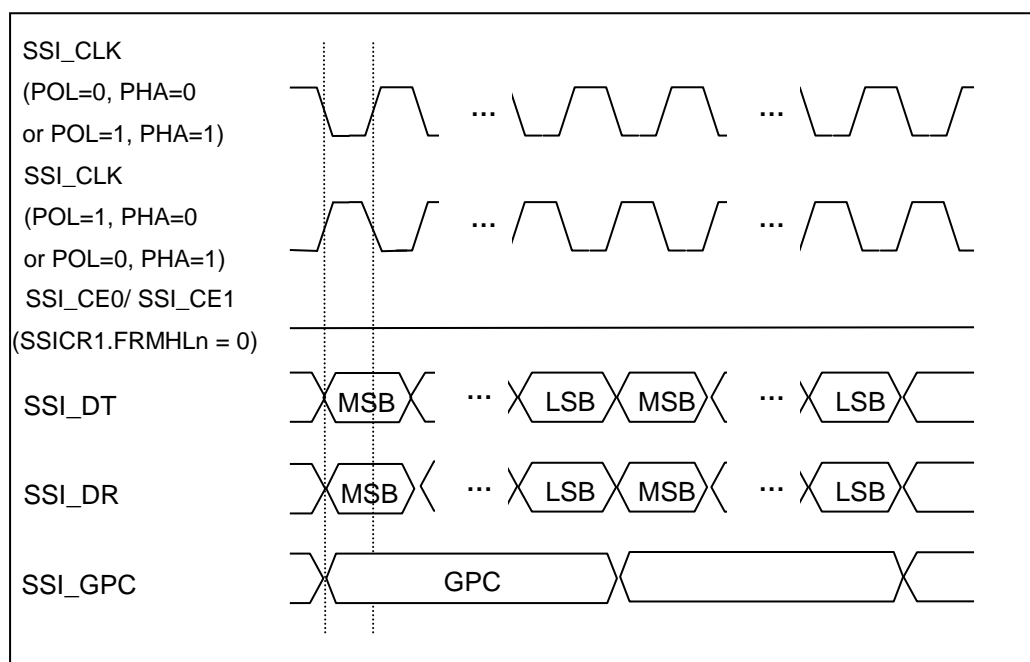 SSI_CLK
(POL=0, PHA=0
or POL=1, PHA=1)
...
...
SSI_CLK
(POL=1, PHA=0
or POL=0, PHA=1)
...
...
SSI_CE0/ SSI_CE1
(SSICR1.FRMHLn = 0)
SSI_DT MSB ... LSB MSB ... LSB
SSI_DR MSB ... LSB MSB ... LSB
SSI_GPC GPC